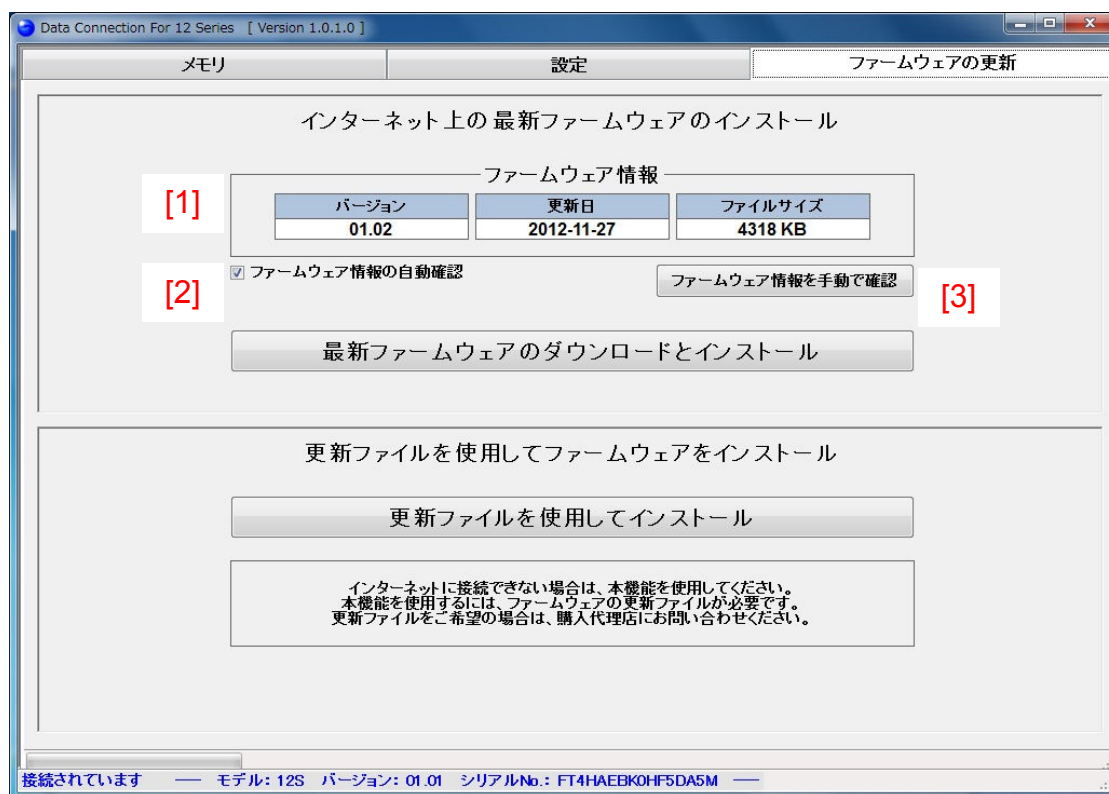 Data Connection For 12 Series [ Version 1.0.1.0 ]
メモリ 設定 ファームウェアの更新
インターネット上の最新ファームウェアのインストール
ファームウェア情報
[1]
バージョン 更新日 ファイルサイズ
01.02 2012-11-27 4318 KB
[2]
ファームウェア情報の自動確認 ファームウェア情報を手動で確認
[3]
最新ファームウェアのダウンロードとインストール
更新ファイルを使用してファームウェアをインストール
更新ファイルを使用してインストール
インターネットに接続できない場合は、本機能を使用してください。
本機能を使用するには、ファームウェアの更新ファイルが必要です。
更新ファイルをご希望の場合は、購入代理店にお問い合わせください。
接続されています — モデル: 12S バージョン: 01.01 シリアルNo.: FT4HAEBK0HF5DA5M —